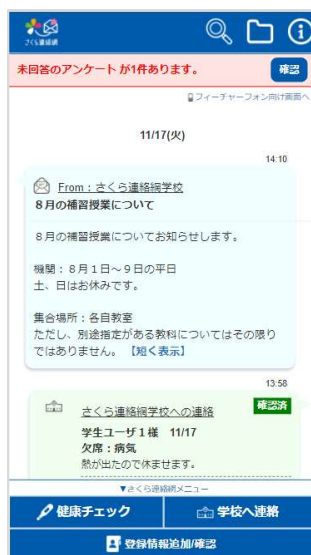 さくら連絡網
未回答のアンケートが1件あります。
確認
フィーチャーフォン向け画面へ
11/17(火)
14:10
From：さくら連絡網学校
８月の補習授業について
８月の補習授業についてお知らせします。
機関：８月１日～９日の平日
土、日はお休みです。
集合場所：各自教室
ただし、別途指定がある教科についてはその限り
ではありません。【短く表示】
13:58
さくら連絡網学校への連絡
確認済
学生ユーザ１様 11/17
欠席：病気
熱が出たので休ませます。
▼さくら連絡網メニュー
健康チェック
学校へ連絡
登録情報追加/確認